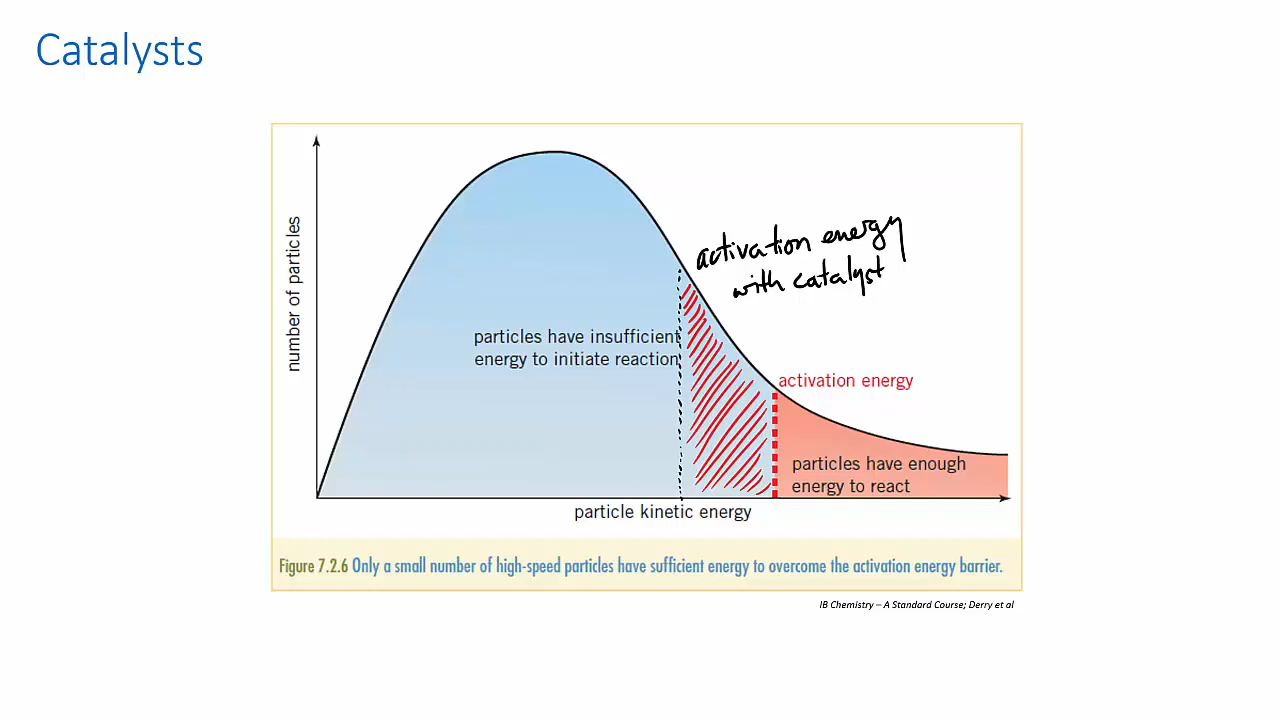 Catalysts
number of particles
activation energy
with catalyst
particles have insufficient
energy to initiate reaction
activation energy
particles have enough
energy to react
particle kinetic energy
Figure 7.2.6 Only a small number of high-speed particles have sufficient energy to overcome the activation energy barrier.
IB Chemistry – A Standard Course; Derry et al